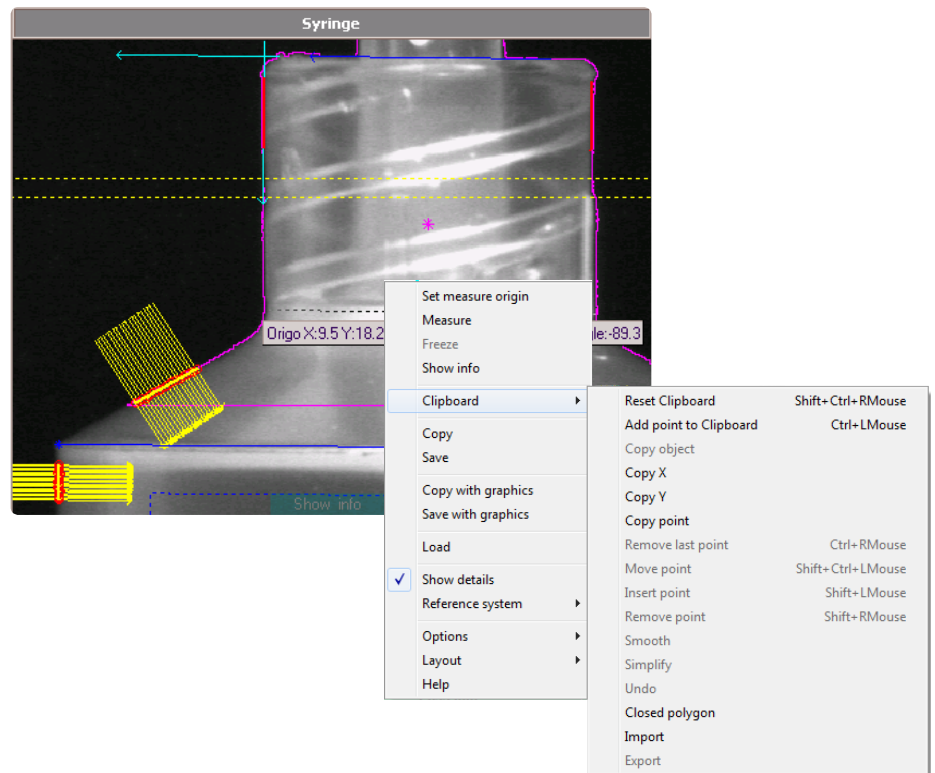 Syringe
Origo X:9.5 Y:18.2
le:-89.3
Show info
Set measure origin
Measure
Freeze
Show info
Clipboard
Copy
Save
Copy with graphics
Save with graphics
Load
Show details
Reference system
Options
Layout
Help
Reset Clipboard Shift+Ctrl+RMouse
Add point to Clipboard Ctrl+LMouse
Copy object
Copy X
Copy Y
Copy point
Remove last point Ctrl+RMouse
Move point Shift+Ctrl+LMouse
Insert point Shift+LMouse
Remove point Shift+RMouse
Smooth
Simplify
Undo
Closed polygon
Import
Export